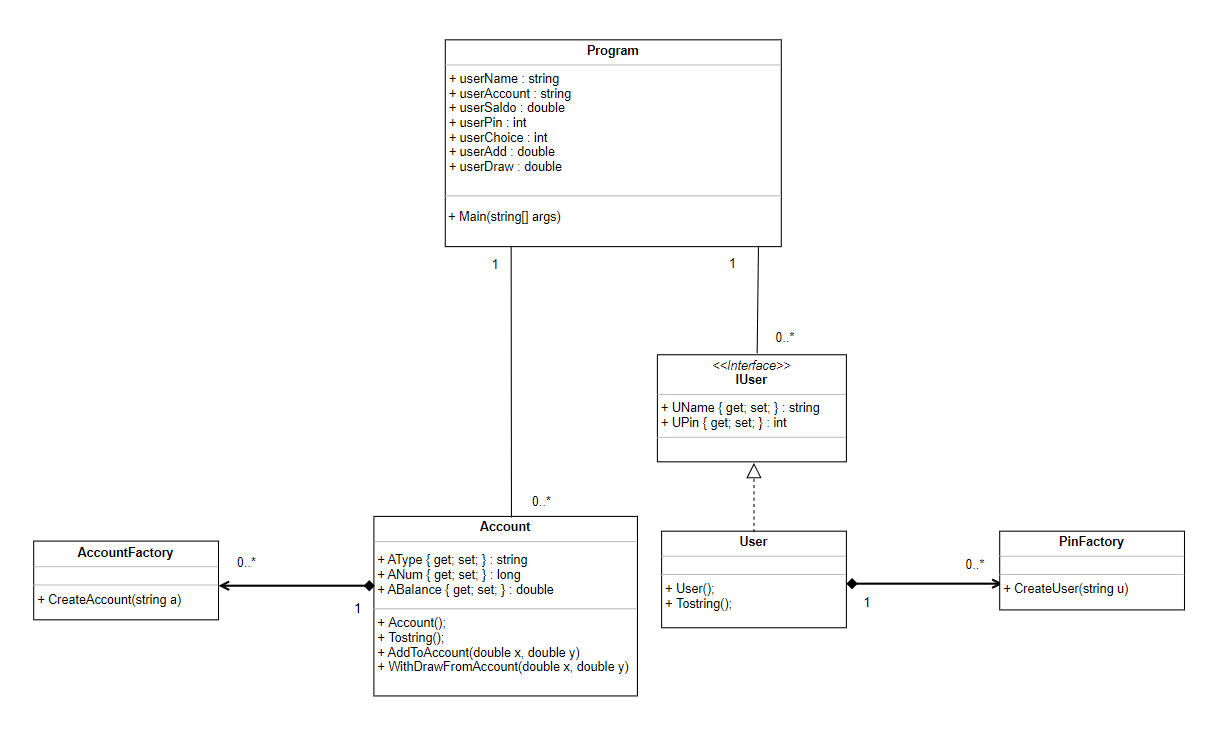 Program
+ userName : string
+ userAccount : string
+ userSaldo : double
+ userPin : int
+ userChoice : int
+ userAdd : double
+ userDraw : double
+ Main(string[] args)
1
1
0..*
<<Interface>>
IUser
+ UName { get; set; } : string
+ UPin { get; set; } : int
0..*
Account
+ AType { get; set; } : string
+ ANum { get; set; } : long
+ ABalance { get; set; } : double
+ Account();
+ Tostring();
+ AddToAccount(double x, double y)
+ WithDrawFromAccount(double x, double y)
AccountFactory
+ CreateAccount(string a)
0..*
1
User
+ User();
+ Tostring();
0..*
1
PinFactory
+ CreateUser(string u)